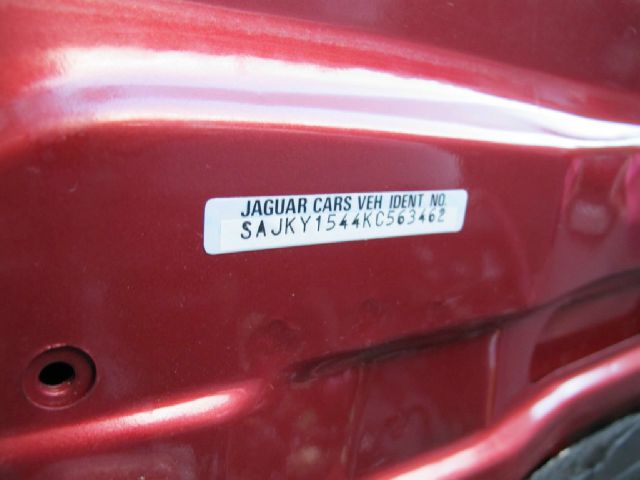 JAGUAR CARS VEH IDENT NO.
SAJKY1544KC563462